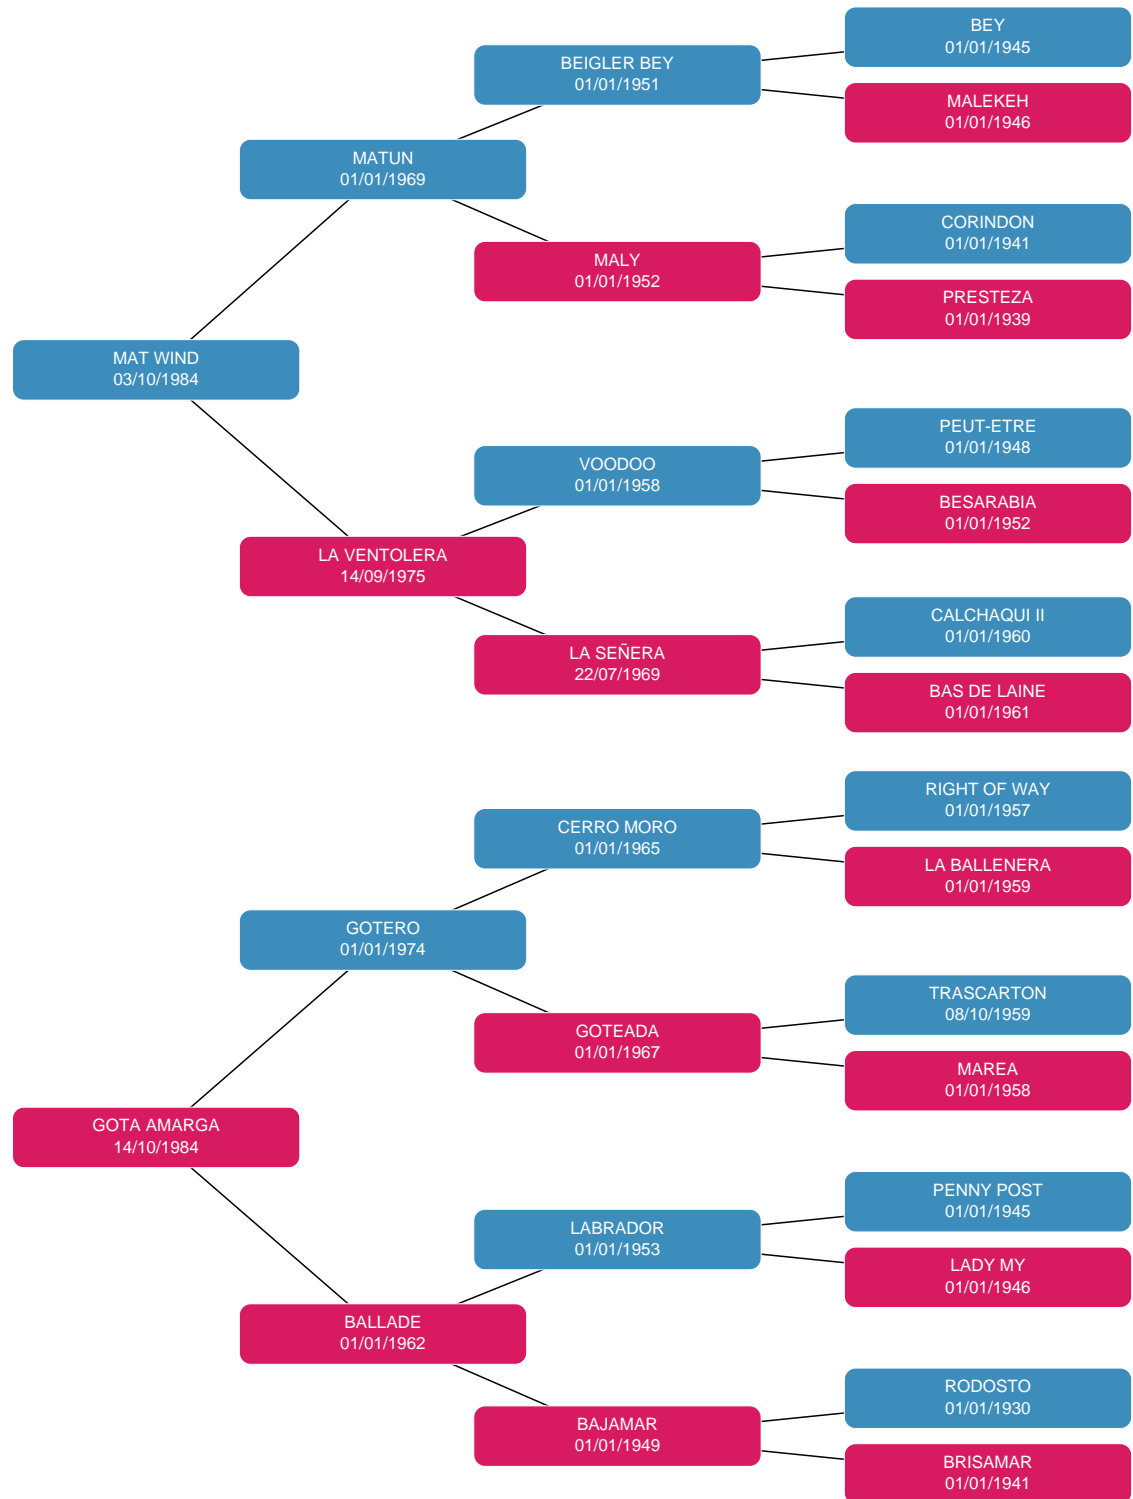 BEY
01/01/1945
BEIGLER BEY
01/01/1951
MALEKEH
01/01/1946
MATUN
01/01/1969
CORINDON
01/01/1941
MALY
01/01/1952
PRESTEZA
01/01/1939
MAT WIND
03/10/1984
PEUT-ETRE
01/01/1948
VOODOO
01/01/1958
BESARABIA
01/01/1952
LA VENTOLERA
14/09/1975
CALCHAQUI II
01/01/1960
LA SEÑERA
22/07/1969
BAS DE LAINE
01/01/1961
RIGHT OF WAY
01/01/1957
CERRO MORO
01/01/1965
LA BALLENERA
01/01/1959
GOTERO
01/01/1974
TRASCARTON
08/10/1959
GOTEADA
01/01/1967
MAREA
01/01/1958
GOTA AMARGA
14/10/1984
PENNY POST
01/01/1945
LABRADOR
01/01/1953
LADY MY
01/01/1946
BALLADE
01/01/1962
RODOSTO
01/01/1930
BAJAMAR
01/01/1949
BRISAMAR
01/01/1941